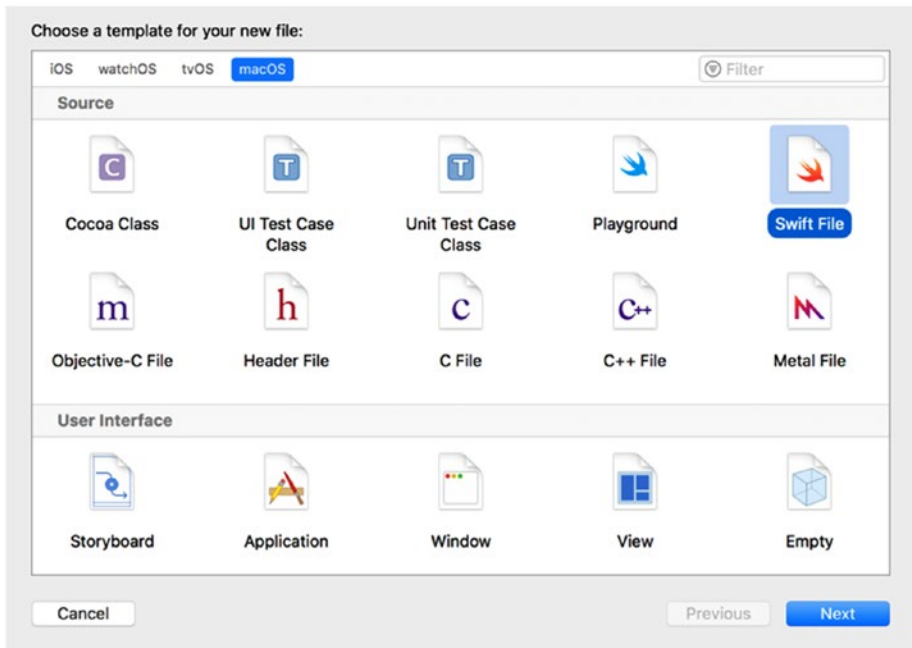 Choose a template for your new file:
iOS watchOS tvOS macOS Filter
Source
C T T
Cocoa Class UI Test Case Class Unit Test Case Class Playground Swift File
m h c C++
Objective-C File Header File C File C++ File Metal File
User Interface
Storyboard Application Window View Empty
Cancel Previous Next